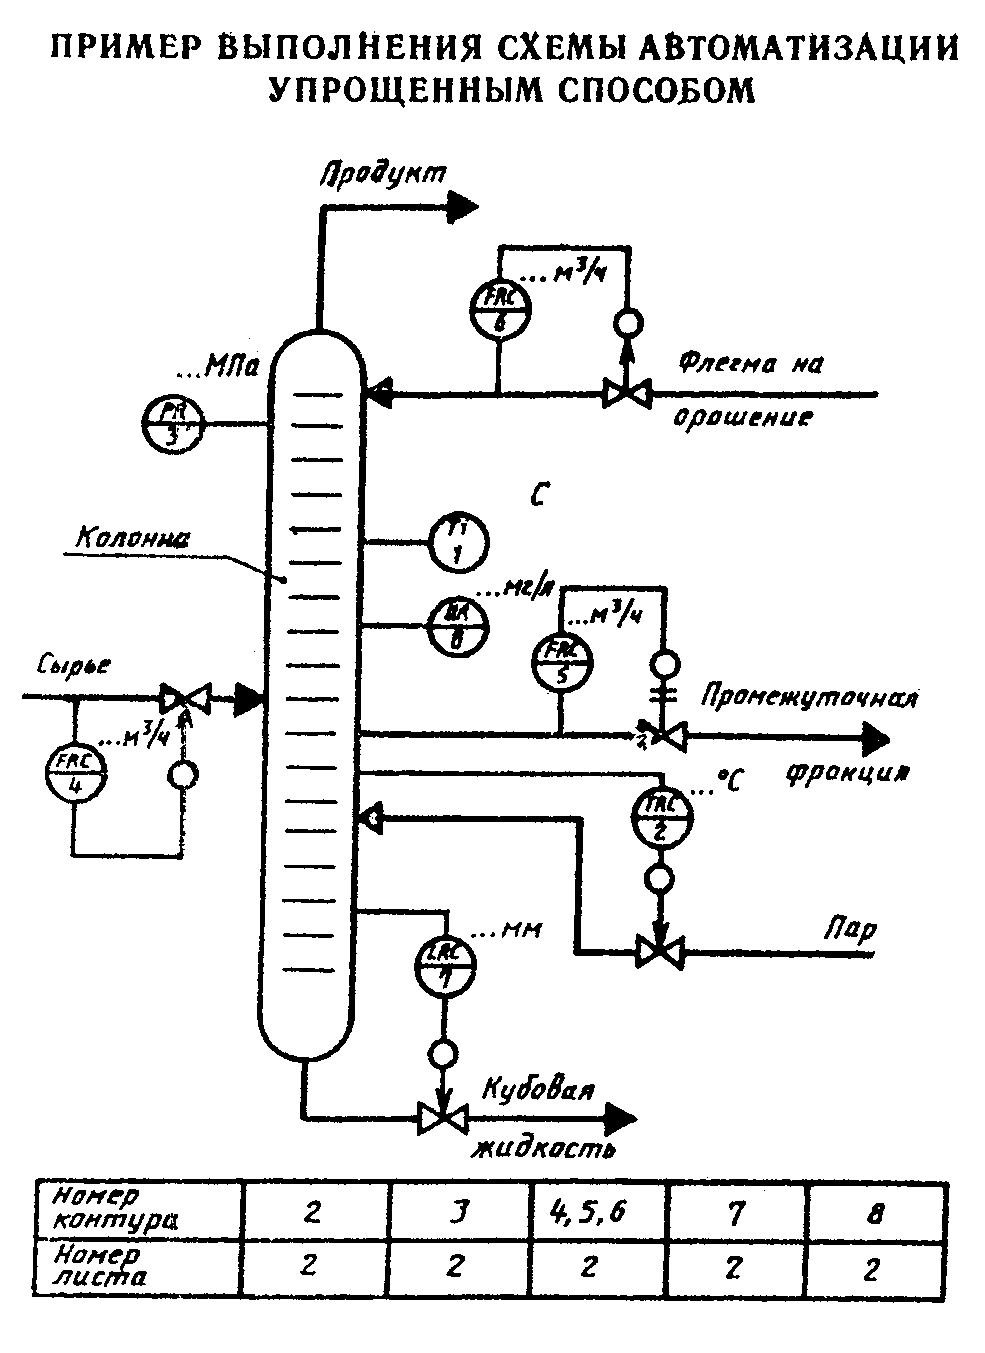 ПРИМЕР ВЫПОЛНЕНИЯ СХЕМЫ АВТОМАТИЗАЦИИ
УПРОЩЕННЫМ СПОСОБОМ
Продукт
...м³/ч
FRC
6
...МПа
Флегма на
орошение
PR
3
С
Колонна
TI
1
...мг/л
8
...м³/ч
FRC
5
Сырье
Промежуточная
фракция
...м³/ч
FRC
4
...°С
TRC
2
...мм
LRC
7
Пар
Кубовая
жидкость
Номер контура 2 3 4, 5, 6 7 8
Номер листа 2 2 2 2 2